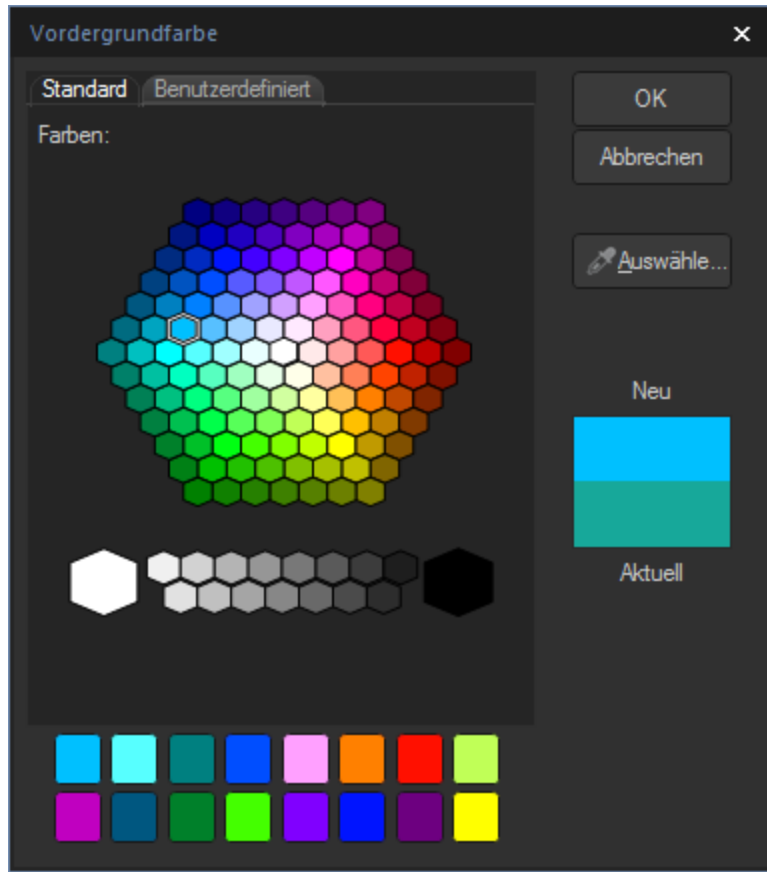 Vordergrundfarbe
Standard Benutzerdefiniert
Farben:
OK
Abbrechen
Auswähle...
Neu
Aktuell